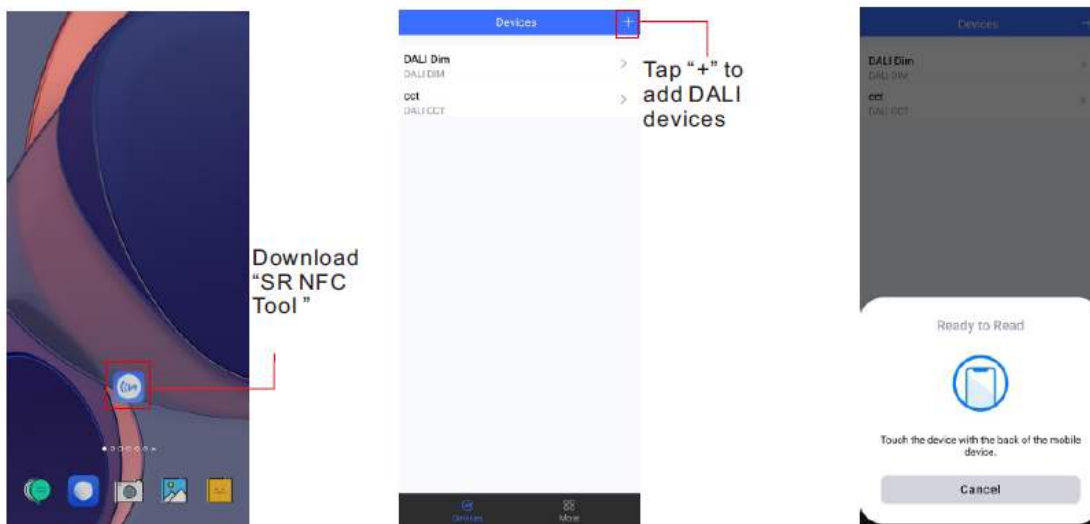 Download
“SR NFC
Tool ”
Devices
+
DALI Dim
DALI DIM
cct
DALI CCT
Devices
More
Tap “+” to
add DALI
devices
Devices
DALI Dim
DALI DIM
cct
DALI CCT
Ready to Read
Touch the device with the back of the mobile
device.
Cancel